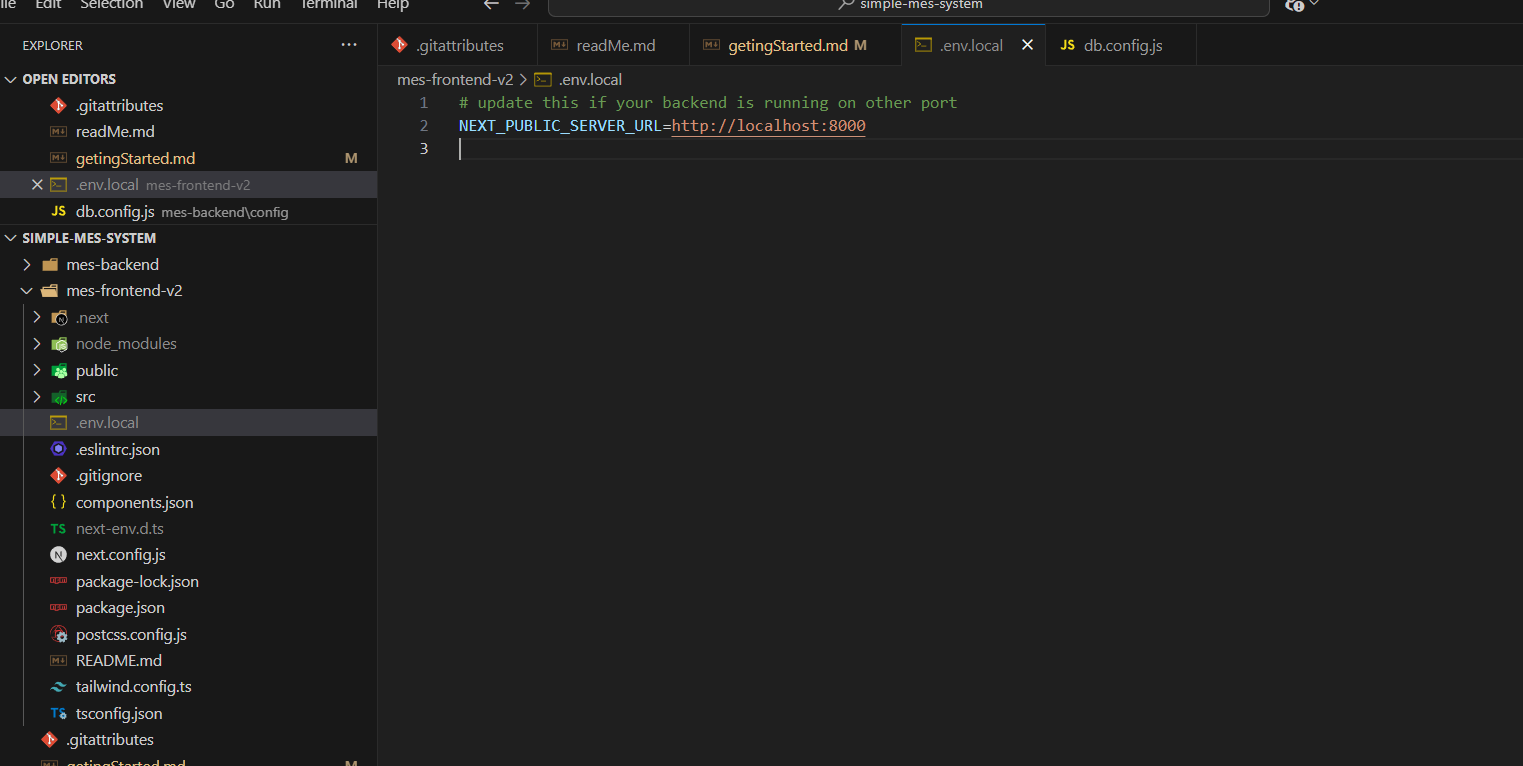 ile Edit Selection View Go Run Terminal Help
simple-mes-system
EXPLORER
OPEN EDITORS
.gitattributes
readMe.md
getingStarted.md M
.env.local mes-frontend-v2
JS db.config.js mes-backend\config
SIMPLE-MES-SYSTEM
mes-backend
mes-frontend-v2
.next
node_modules
public
src
.env.local
.eslintrc.json
.gitignore
{ } components.json
TS next-env.d.ts
N next.config.js
package-lock.json
package.json
postcss.config.js
README.md
tailwind.config.ts
TS tsconfig.json
.gitattributes
getingStarted.md M
.gitattributes readMe.md getingStarted.md M .env.local JS db.config.js
mes-frontend-v2 > .env.local
1 # update this if your backend is running on other port
2 NEXT_PUBLIC_SERVER_URL=http://localhost:8000
3